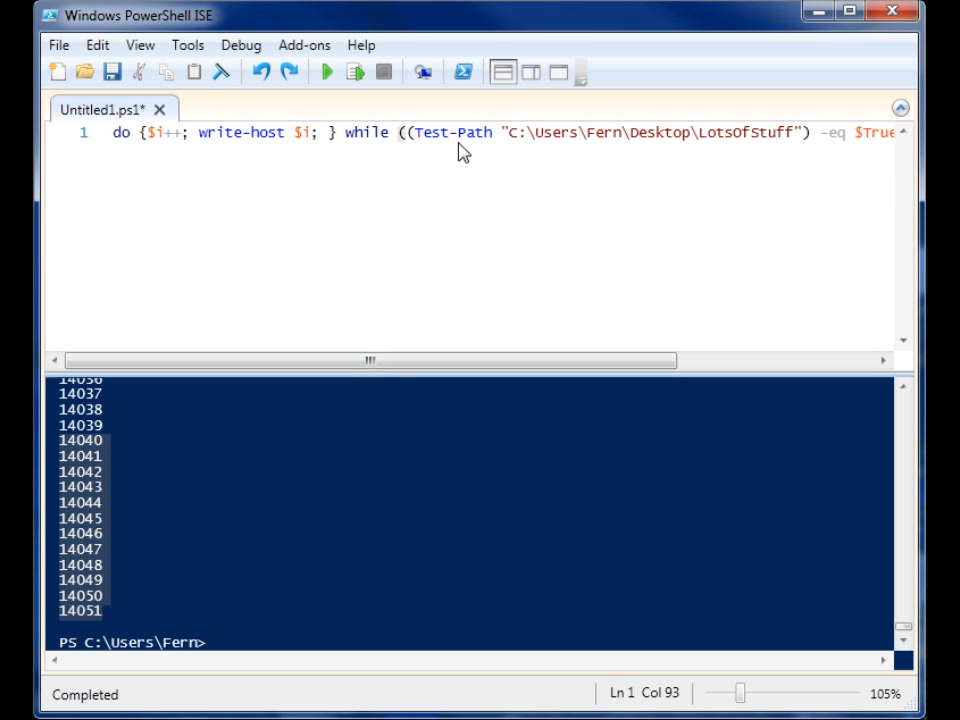 Windows PowerShell ISE
File Edit View Tools Debug Add-ons Help
Untitled1.ps1*
1 do {$i++; write-host $i; } while ((Test-Path "C:\Users\Fern\Desktop\LotsOfStuff") -eq $True
14036
14037
14038
14039
14040
14041
14042
14043
14044
14045
14046
14047
14048
14049
14050
14051
PS C:\Users\Fern>
Completed Ln 1 Col 93 105%